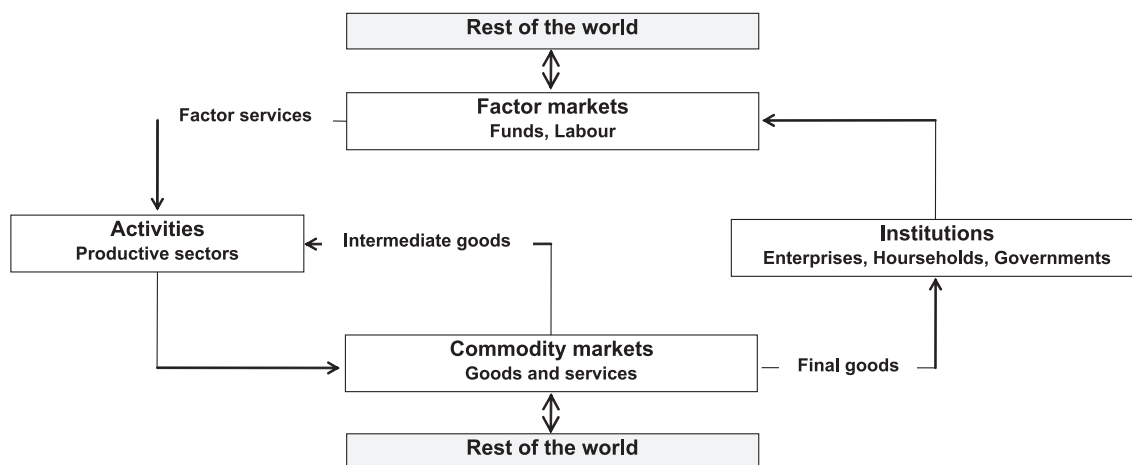 Rest of the world
Factor services
Factor markets
Funds, Labour
Activities
Productive sectors
Intermediate goods
Institutions
Enterprises, Hourseholds, Governments
Commodity markets
Goods and services
Final goods
Rest of the world